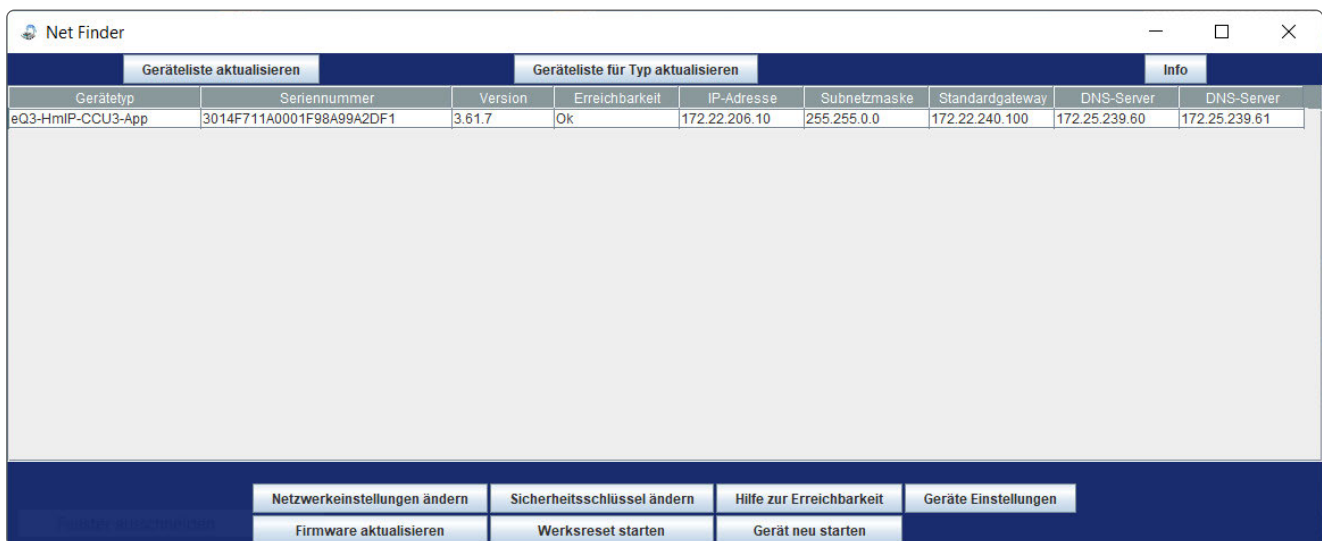 Net Finder
Geräteliste aktualisieren Geräteliste für Typ aktualisieren Info
Gerätetyp Seriennummer Version Erreichbarkeit IP-Adresse Subnetzmaske Standardgateway DNS-Server DNS-Server
eQ3-HmIP-CCU3-App 3014F711A0001F98A99A2DF1 3.61.7 Ok 172.22.206.10 255.255.0.0 172.22.240.100 172.25.239.60 172.25.239.61
Netzwerkeinstellungen ändern Sicherheitsschlüssel ändern Hilfe zur Erreichbarkeit Geräte Einstellungen
Firmware aktualisieren Werksreset starten Gerät neu starten